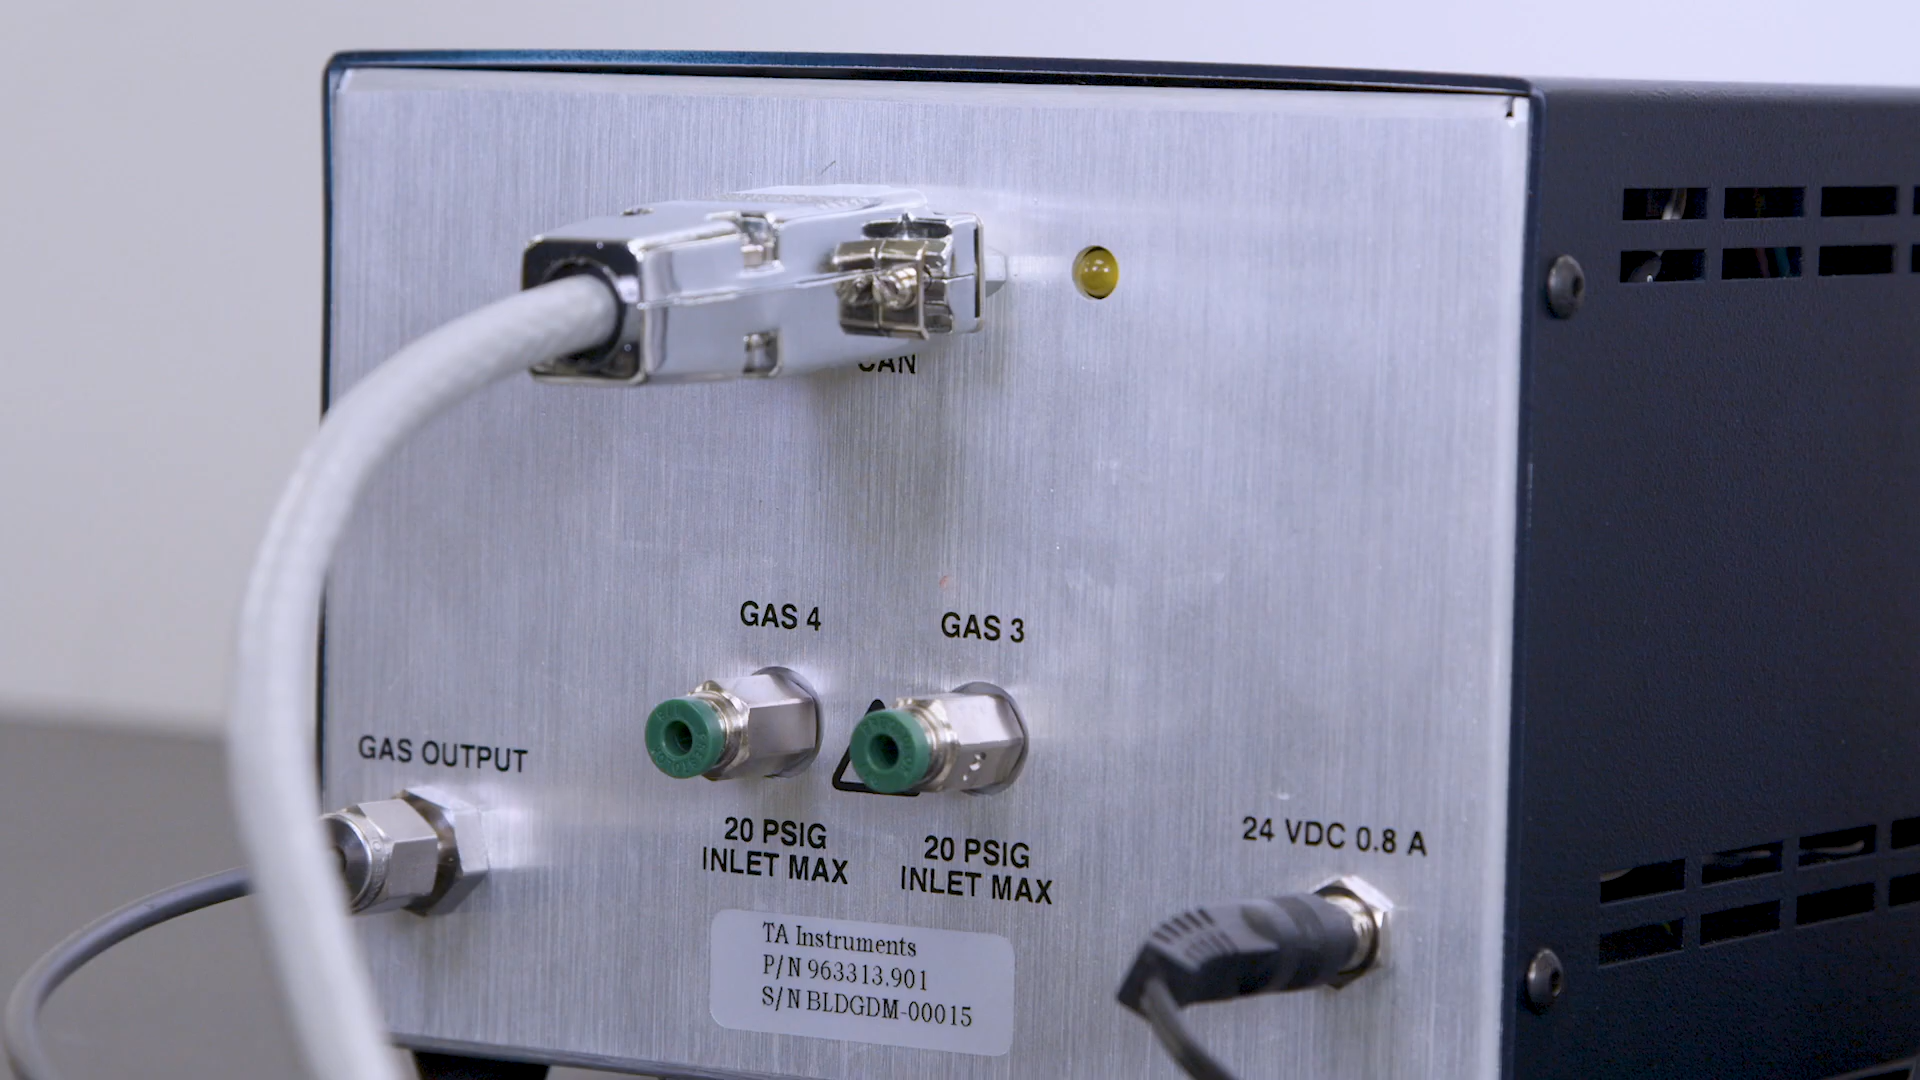 CAN
GAS 4
GAS 3
GAS OUTPUT
20 PSIG
INLET MAX
20 PSIG
INLET MAX
24 VDC 0.8 A
TA Instruments
P/N 963313.901
S/N BLDGDM-00015